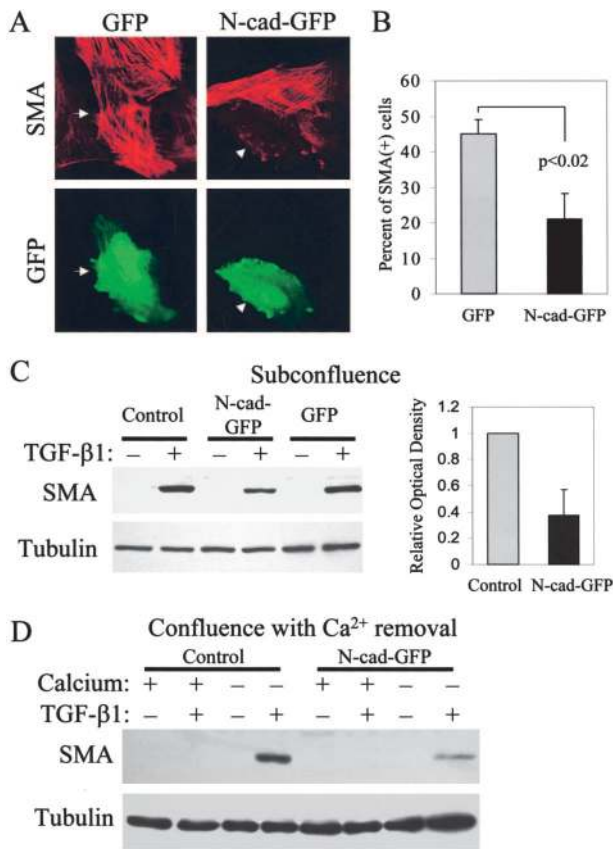 A
GFP
N-cad-GFP
SMA
GFP
B
Percent of SMA(+) cells
60
50
40
30
20
10
0
p<0.02
GFP
N-cad-GFP
C
Subconfluence
Control
N-cad-
GFP
GFP
TGF-β1: – + – + – +
SMA
Tubulin
Relative Optical Density
1.2
1
0.8
0.6
0.4
0.2
0
Control
N-cad-GFP
D
Confluence with Ca²⁺ removal
Control
N-cad-GFP
Calcium: + + – – + + – –
TGF-β1: – + – + – + – +
SMA
Tubulin